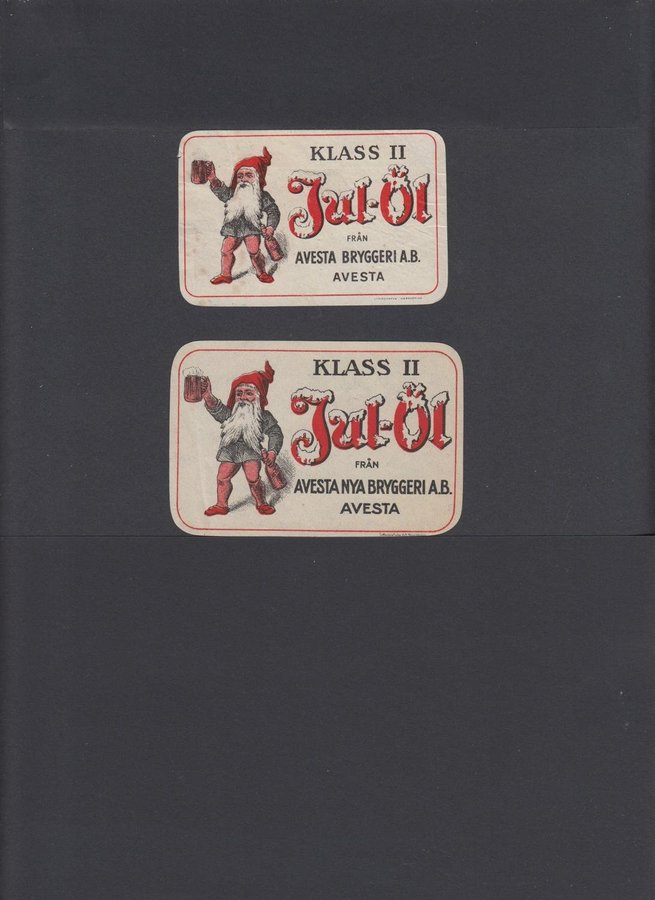 KLASS II
Jul-Öl
FRÅN
AVESTA BRYGGERI A.B.
AVESTA
KLASS II
Jul-Öl
FRÅN
AVESTA NYA BRYGGERI A.B.
AVESTA